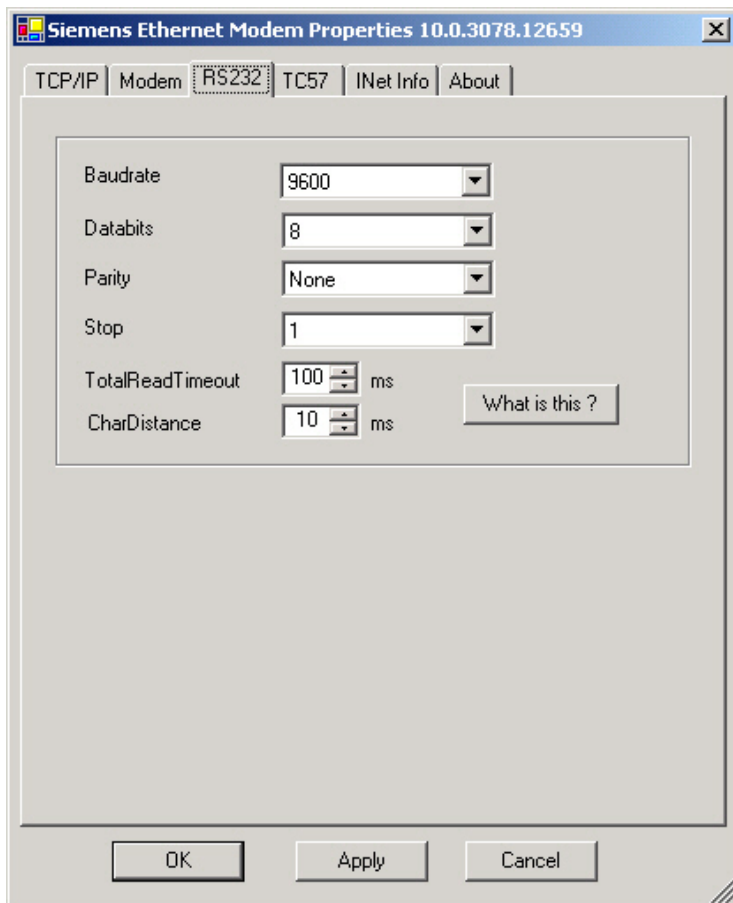 Siemens Ethernet Modem Properties 10.0.3078.12659
TCP/IP Modem RS232 TC57 INet Info About
Baudrate 9600
Databits 8
Parity None
Stop 1
TotalReadTimeout 100 ms
CharDistance 10 ms
What is this ?
OK Apply Cancel